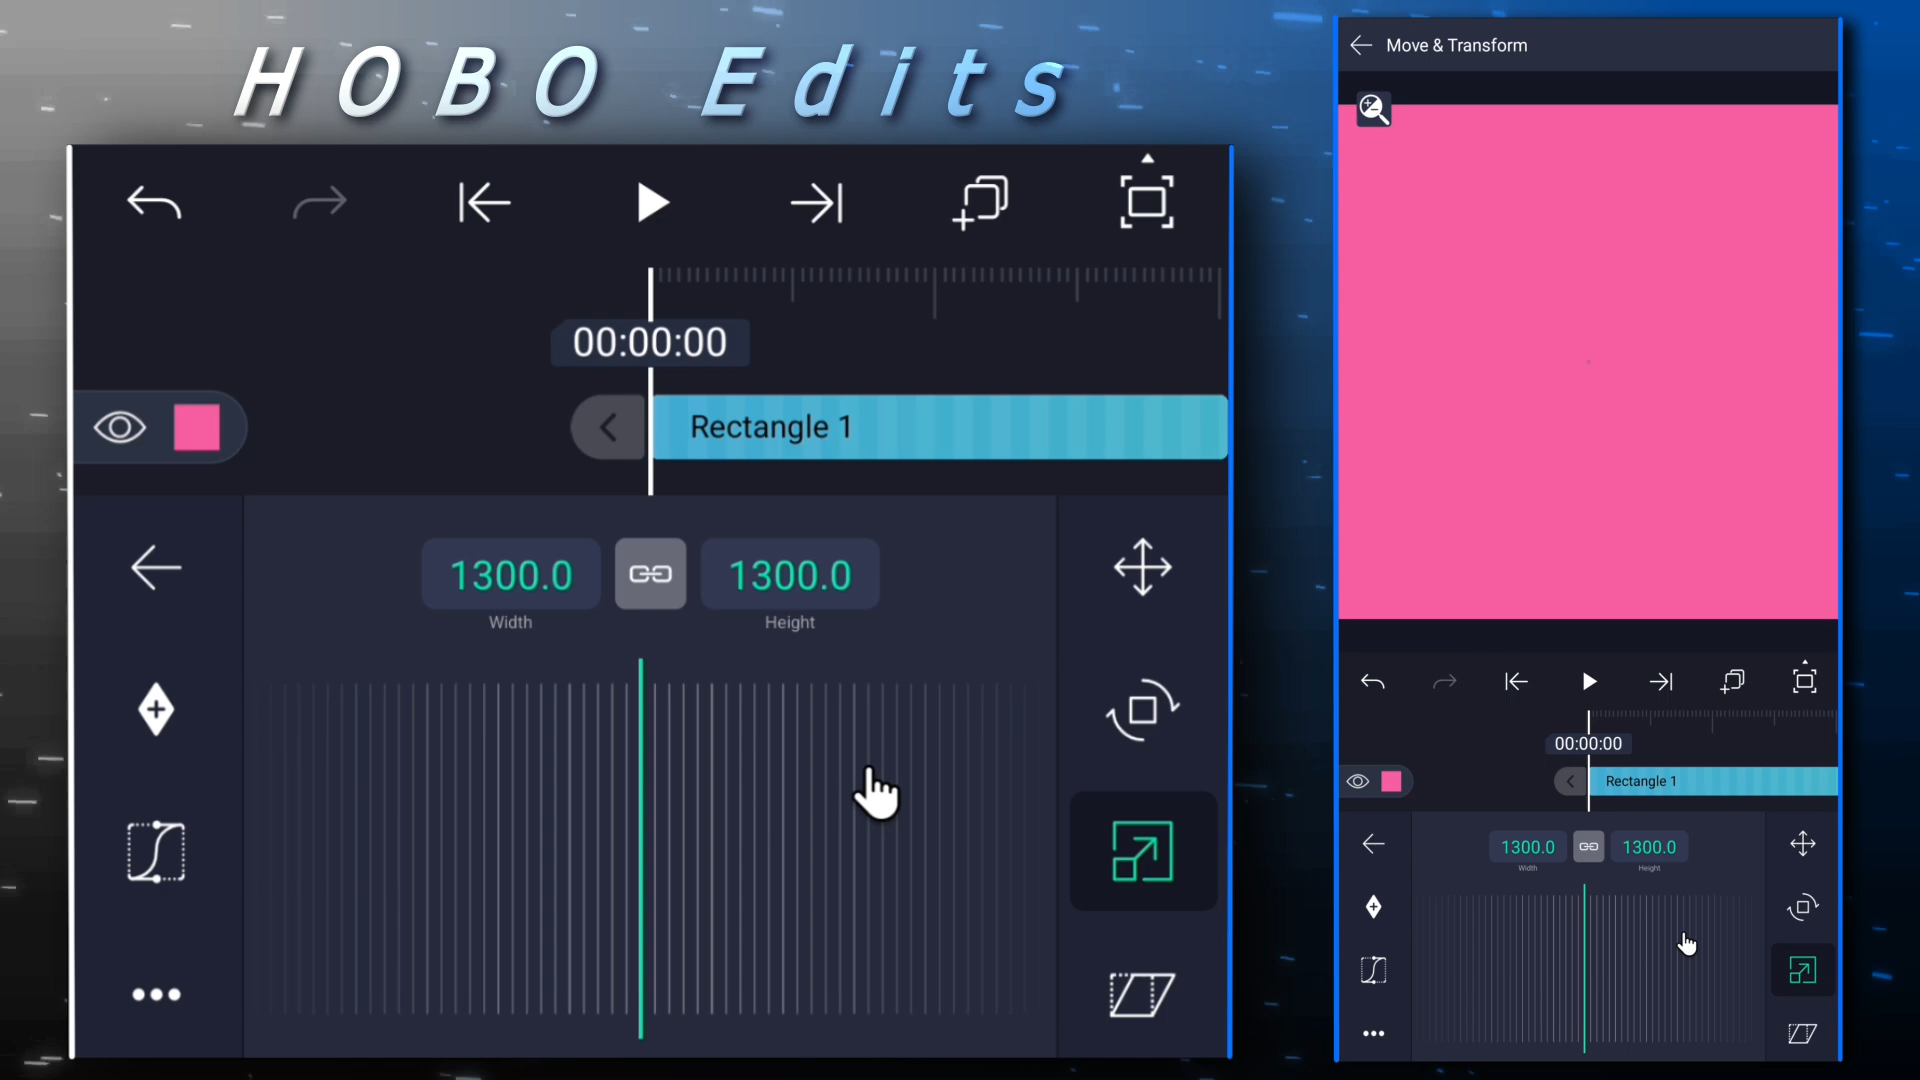 HOBO Edits
00:00:00
Rectangle 1
1300.0 1300.0
Width Height
Move & Transform
00:00:00
Rectangle 1
1300.0 1300.0
Width Height